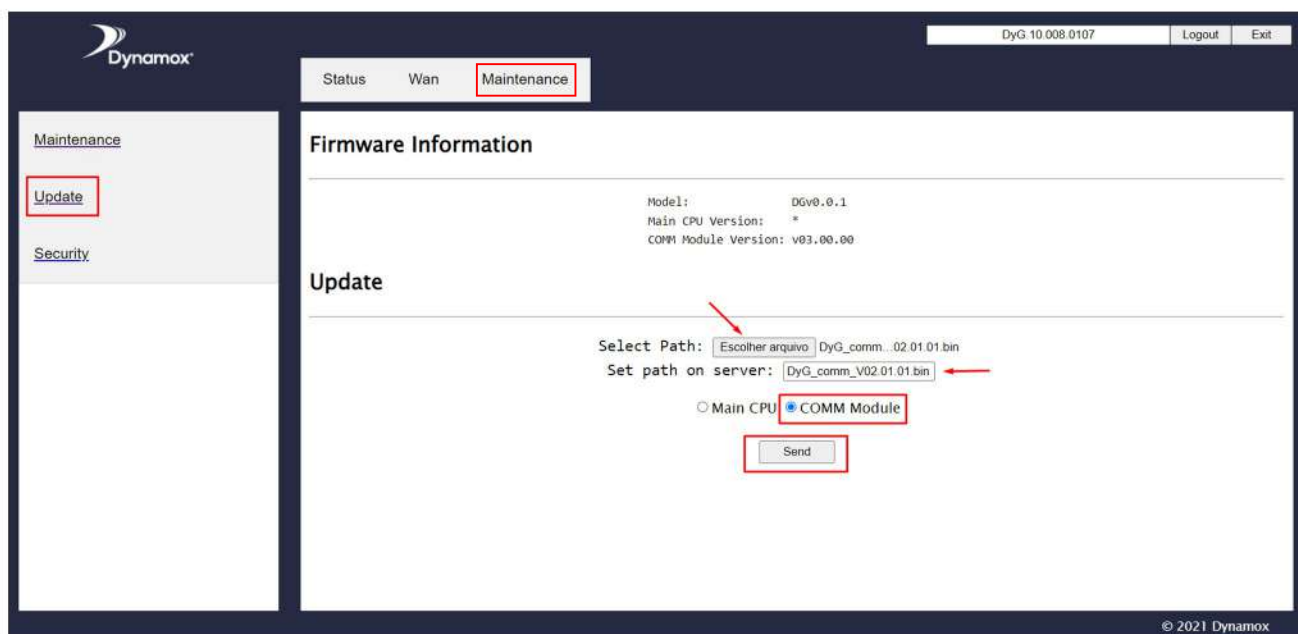 Dynamox
DyG.10.008.0107 Logout Exit
Status Wan Maintenance
Maintenance
Update
Security
Firmware Information
Model: DGv0.0.1
Main CPU Version: *
COMM Module Version: v03.00.00
Update
Select Path: Escolher arquivo DyG_comm...02.01.01.bin
Set path on server: DyG_comm_V02.01.01.bin
Main CPU COMM Module
Send
© 2021 Dynamox